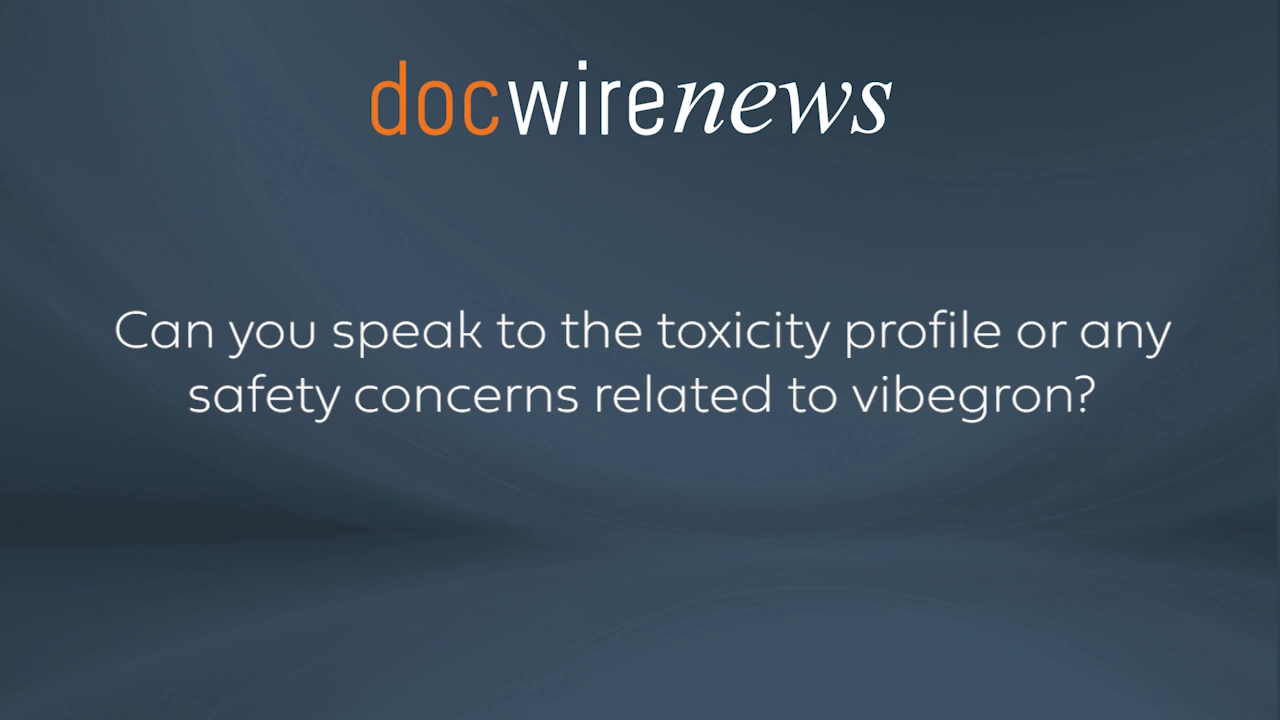 docwirenews
Can you speak to the toxicity profile or any
safety concerns related to vibegron?